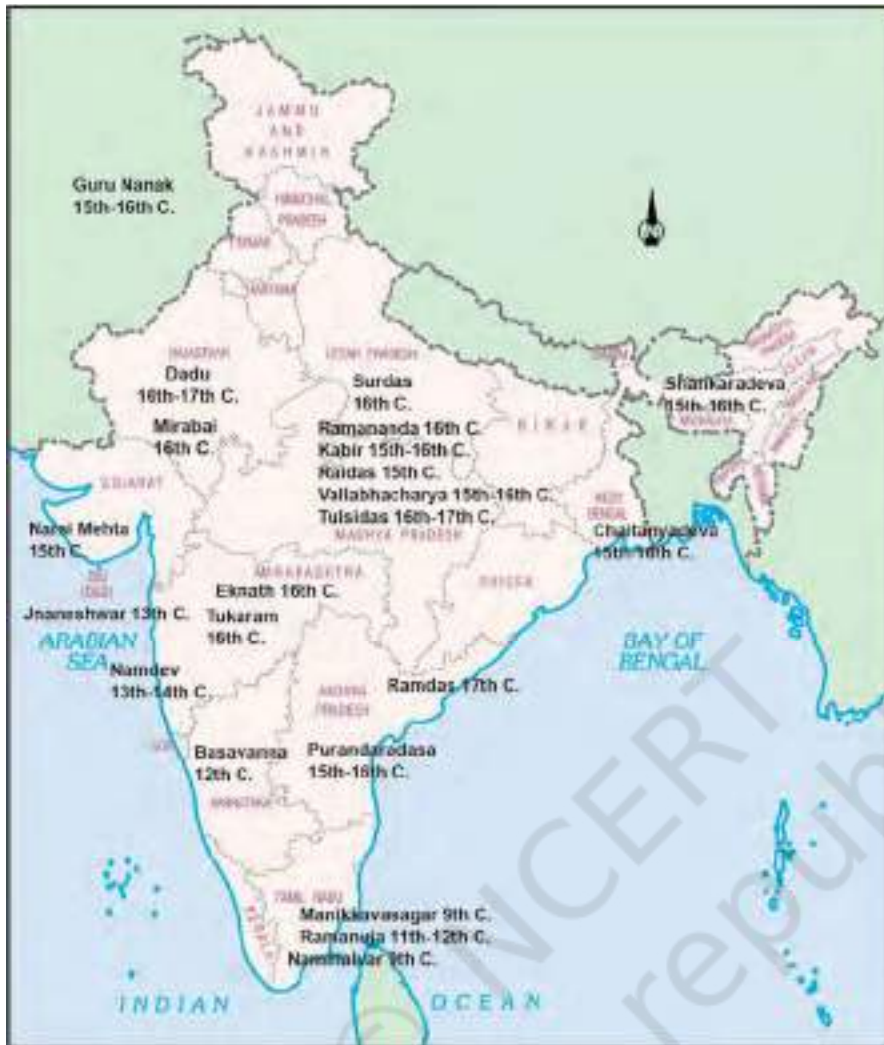 JAMMU
AND
KASHMIR
Guru Nanak
15th-16th C.
HIMACHAL
PRADESH
PUNJAB
HARYANA
RAJASTHAN
UTTAR PRADESH
Dadu
16th-17th C.
Surdas
16th C.
Shankaradeva
15th-16th C.
Mirabai
16th C.
Ramananda 16th C.
Kabir 15th-16th C.
Raidas 15th C.
Vallabhacharya 15th-16th C.
Tulsidas 16th-17th C.
BIHAR
GUJARAT
WEST
BENGAL
Narsi Mehta
15th C.
MADHYA PRADESH
Chaitanyadeva
15th-16th C.
MAHARASHTRA
ORISSA
DIU
Eknath 16th C.
Jnaneshwar 13th C.
Tukaram
16th C.
ARABIAN
SEA
BAY OF
BENGAL
Namdev
13th-14th C.
ANDHRA
PRADESH
Ramdas 17th C.
GOA
Basavanna
12th C.
Purandaradasa
15th-16th C.
KARNATAKA
TAMIL NADU
KERALA
Manikkavasagar 9th C.
Ramanuja 11th-12th C.
Nammalvar 9th C.
INDIAN OCEAN
© NCERT
republ